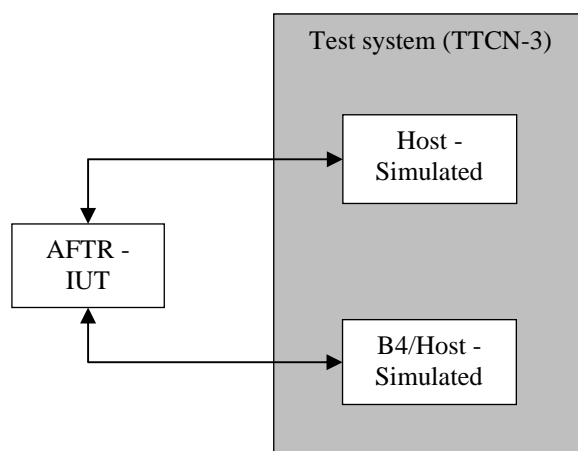 Test system (TTCN-3)
Host -
Simulated
AFTR -
IUT
B4/Host -
Simulated